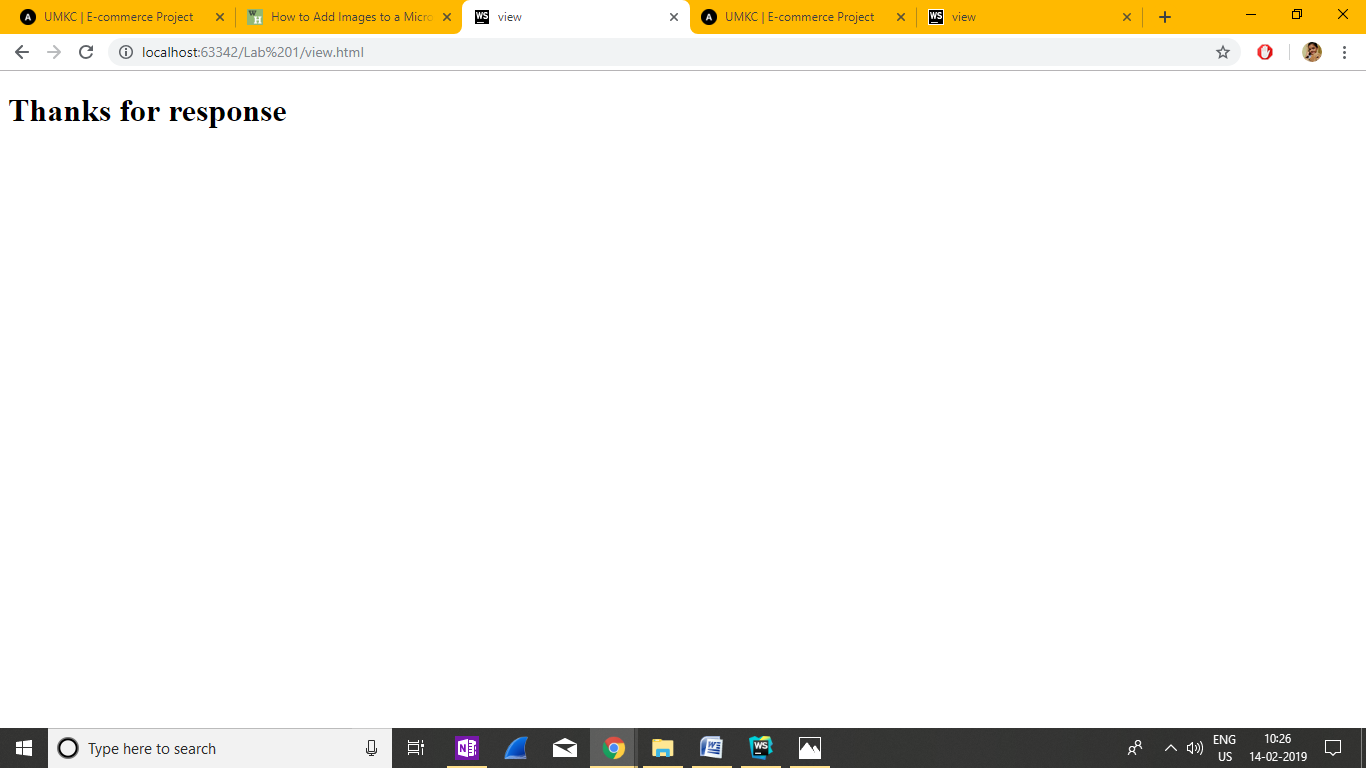 UMKC | E-commerce Project
How to Add Images to a Micro
view
UMKC | E-commerce Project
view
localhost:63342/Lab%201/view.html
Thanks for response
Type here to search
ENG
US
10:26
14-02-2019